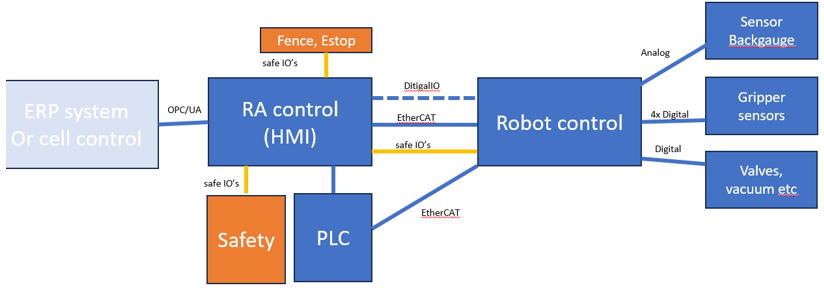 Fence, Estop
safe IO's
Sensor
Backgauge
Analog
ERP system
Or cell control
OPC/UA
RA control
(HMI)
DitigalIO
EtherCAT
safe IO's
Robot control
4x Digital
Gripper
sensors
Digital
Valves,
vacuum etc
safe IO's
Safety
PLC
EtherCAT